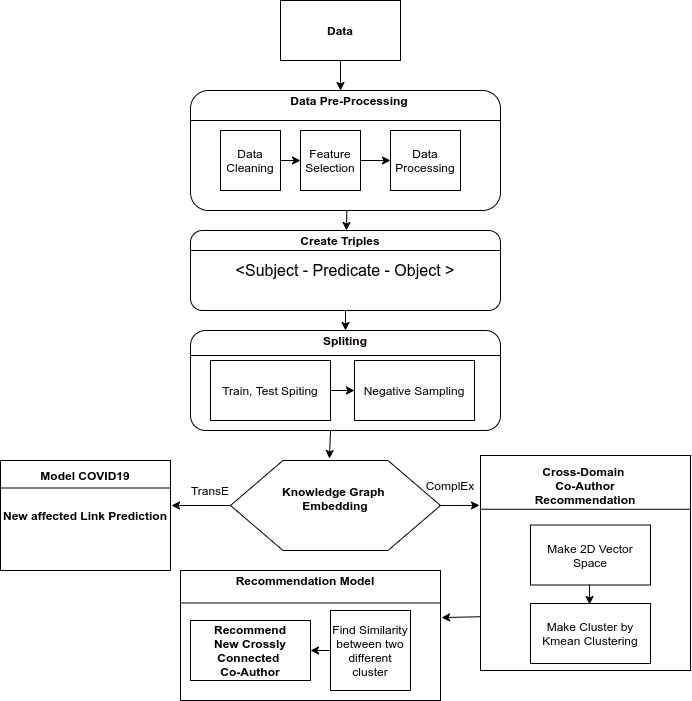 Data
Data Pre-Processing
Data
Cleaning
Feature
Selection
Data
Processing
Create Triples
<Subject - Predicate - Object >
Spliting
Train, Test Spiting
Negative Sampling
Model COVID19
New affected Link Prediction
TransE
Knowledge Graph
Embedding
ComplEx
Cross-Domain
Co-Author
Recommendation
Make 2D Vector
Space
Make Cluster by
Kmean Clustering
Recommendation Model
Recommend
New Crossly
Connected
Co-Author
Find Similarity
between two
different
cluster